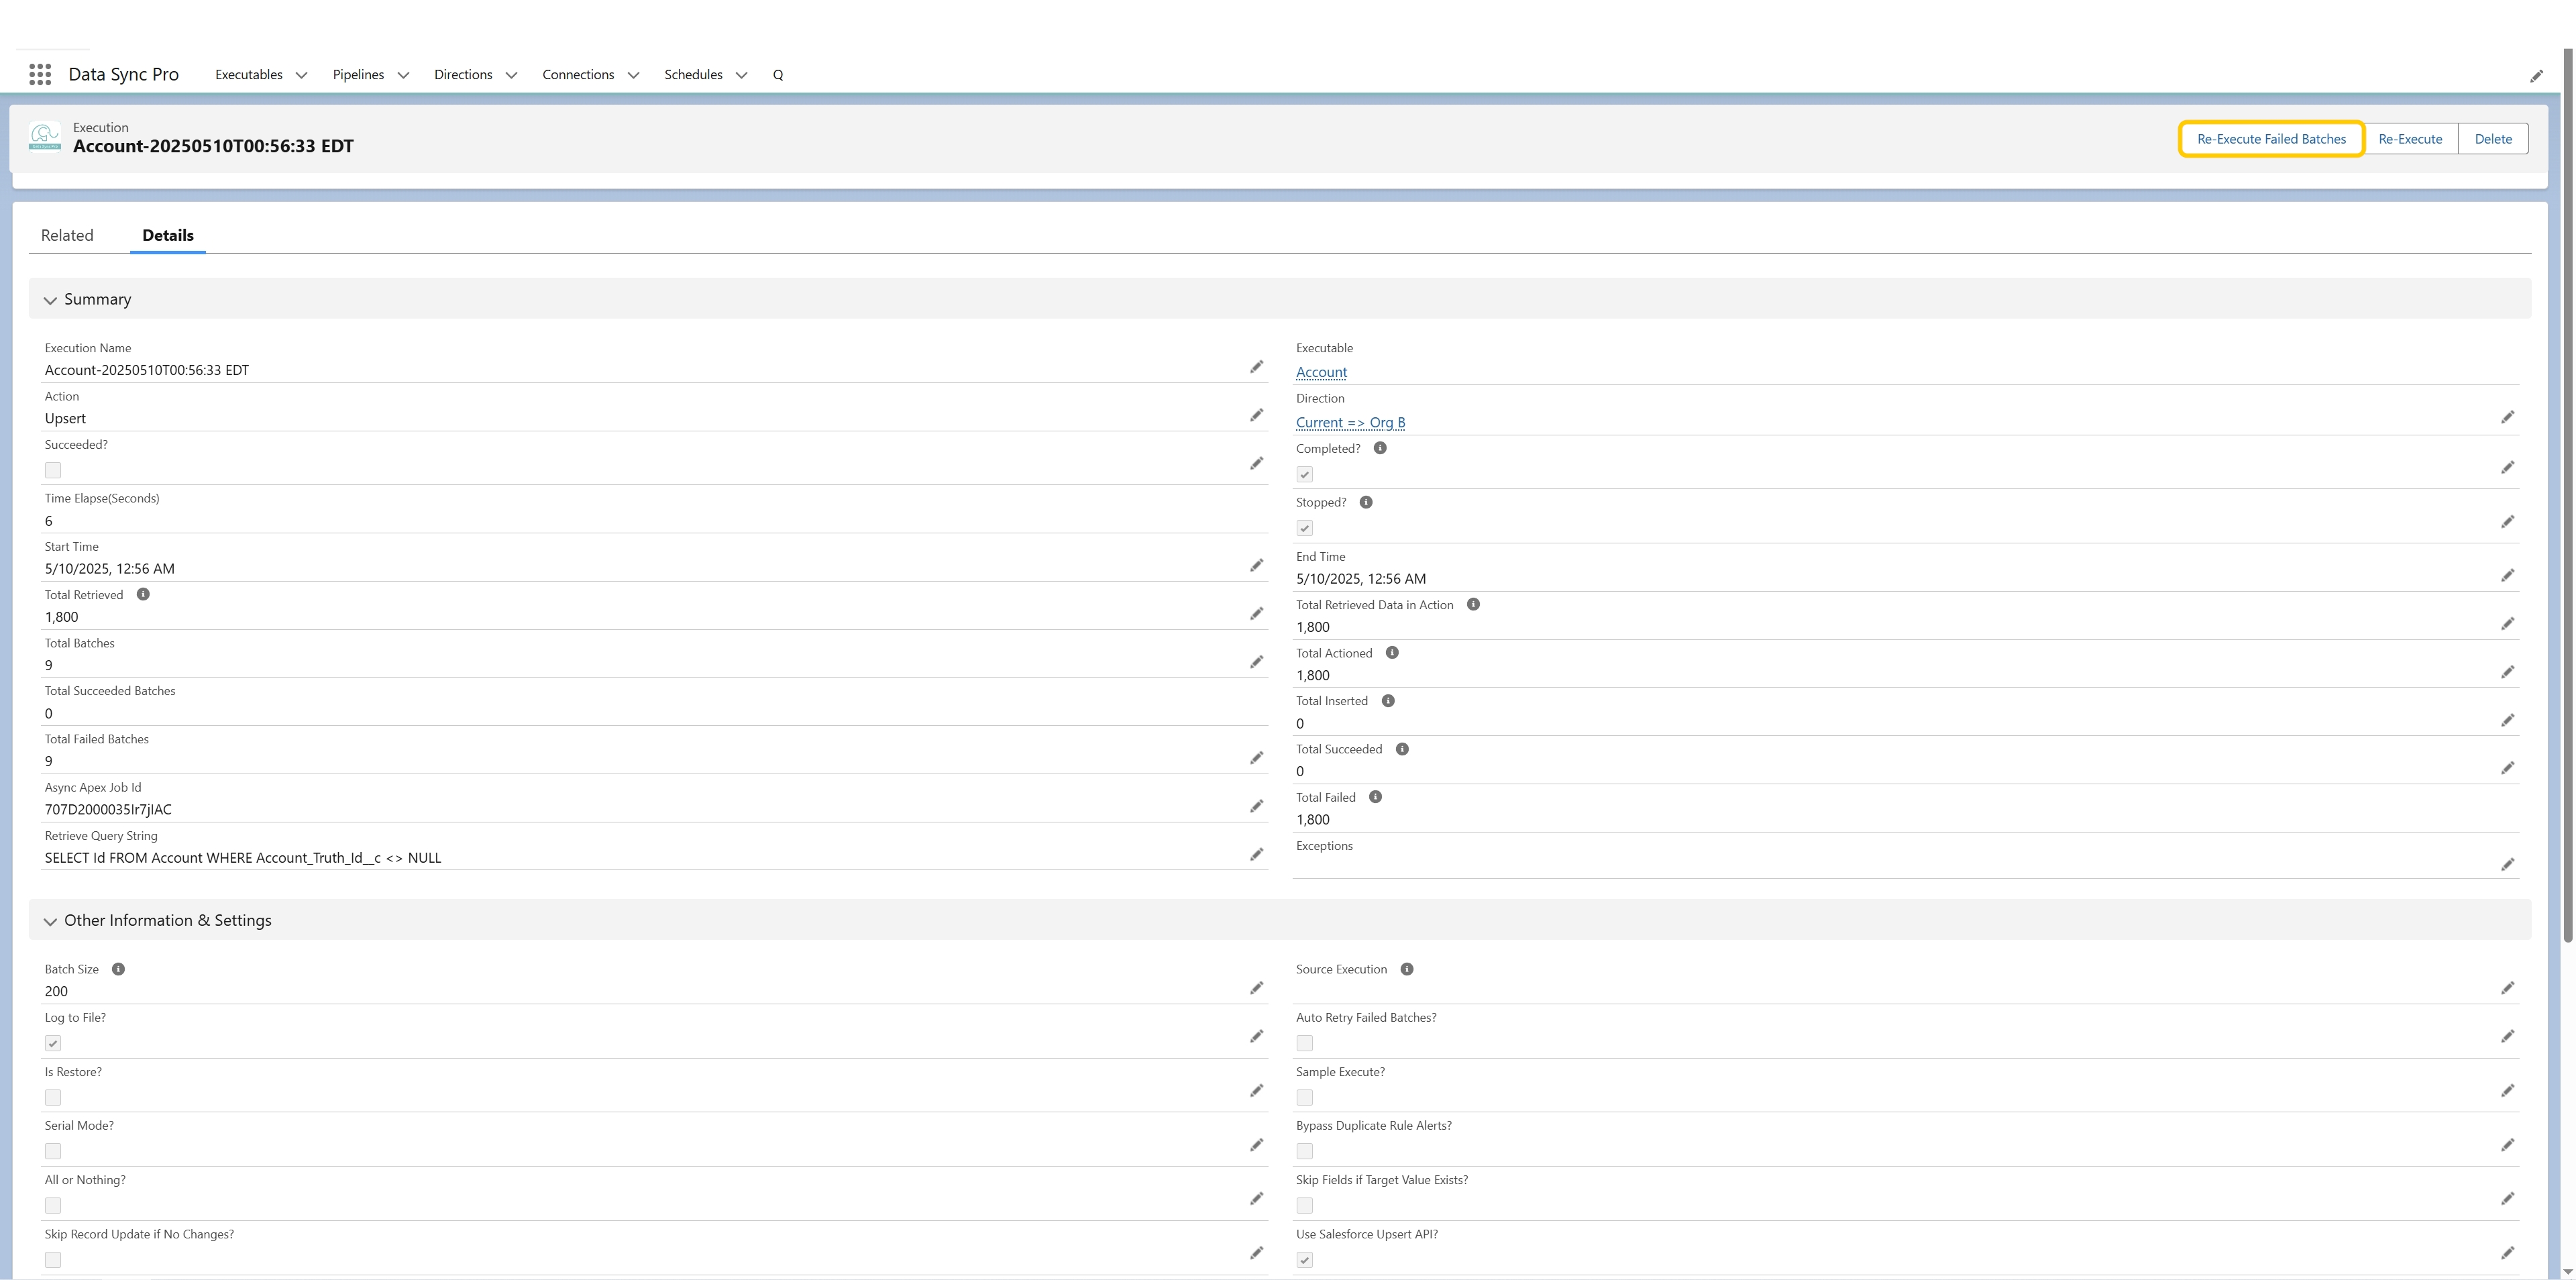 Data Sync Pro Executables Pipelines Directions Connections Schedules Q
Execution
Account-20250510T00:56:33 EDT
Re-Execute Failed Batches Re-Execute Delete
Related Details
Summary
Execution Name
Account-20250510T00:56:33 EDT
Action
Upsert
Succeeded?
Time Elapse(Seconds)
6
Start Time
5/10/2025, 12:56 AM
Total Retrieved
1,800
Total Batches
9
Total Succeeded Batches
0
Total Failed Batches
9
Async Apex Job Id
707D2000035Ir7jIAC
Retrieve Query String
SELECT Id FROM Account WHERE Account_Truth_Id__c <> NULL
Executable
Account
Direction
Current => Org B
Completed?
Stopped?
End Time
5/10/2025, 12:56 AM
Total Retrieved Data in Action
1,800
Total Actioned
1,800
Total Inserted
0
Total Succeeded
0
Total Failed
1,800
Exceptions
Other Information & Settings
Batch Size
200
Log to File?
Is Restore?
Serial Mode?
All or Nothing?
Skip Record Update if No Changes?
Source Execution
Auto Retry Failed Batches?
Sample Execute?
Bypass Duplicate Rule Alerts?
Skip Fields if Target Value Exists?
Use Salesforce Upsert API?